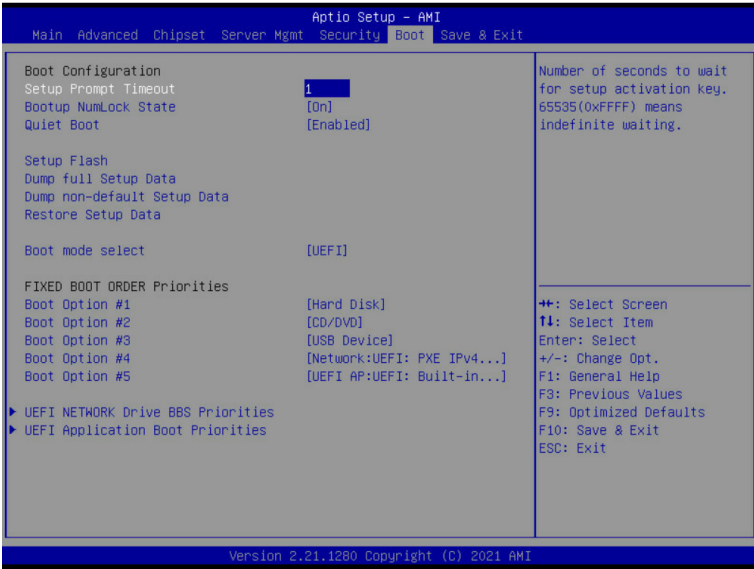 Aptio Setup – AMI
Main Advanced Chipset Server Mgmt Security Boot Save & Exit
Boot Configuration
Setup Prompt Timeout 1
Bootup NumLock State [On]
Quiet Boot [Enabled]
Setup Flash
Dump full Setup Data
Dump non-default Setup Data
Restore Setup Data
Boot mode select [UEFI]
FIXED BOOT ORDER Priorities
Boot Option #1 [Hard Disk]
Boot Option #2 [CD/DVD]
Boot Option #3 [USB Device]
Boot Option #4 [Network:UEFI: PXE IPv4...]
Boot Option #5 [UEFI AP:UEFI: Built-in...]
UEFI NETWORK Drive BBS Priorities
UEFI Application Boot Priorities
Number of seconds to wait
for setup activation key.
65535(0xFFFF) means
indefinite waiting.
→←: Select Screen
↑↓: Select Item
Enter: Select
+/-: Change Opt.
F1: General Help
F3: Previous Values
F9: Optimized Defaults
F10: Save & Exit
ESC: Exit
Version 2.21.1280 Copyright (C) 2021 AMI